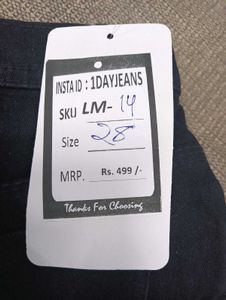 INSTA ID : 1DAYJEANS
SKU LM- 14
Size 28
MRP. Rs. 499 /-
Thanks For Choosing